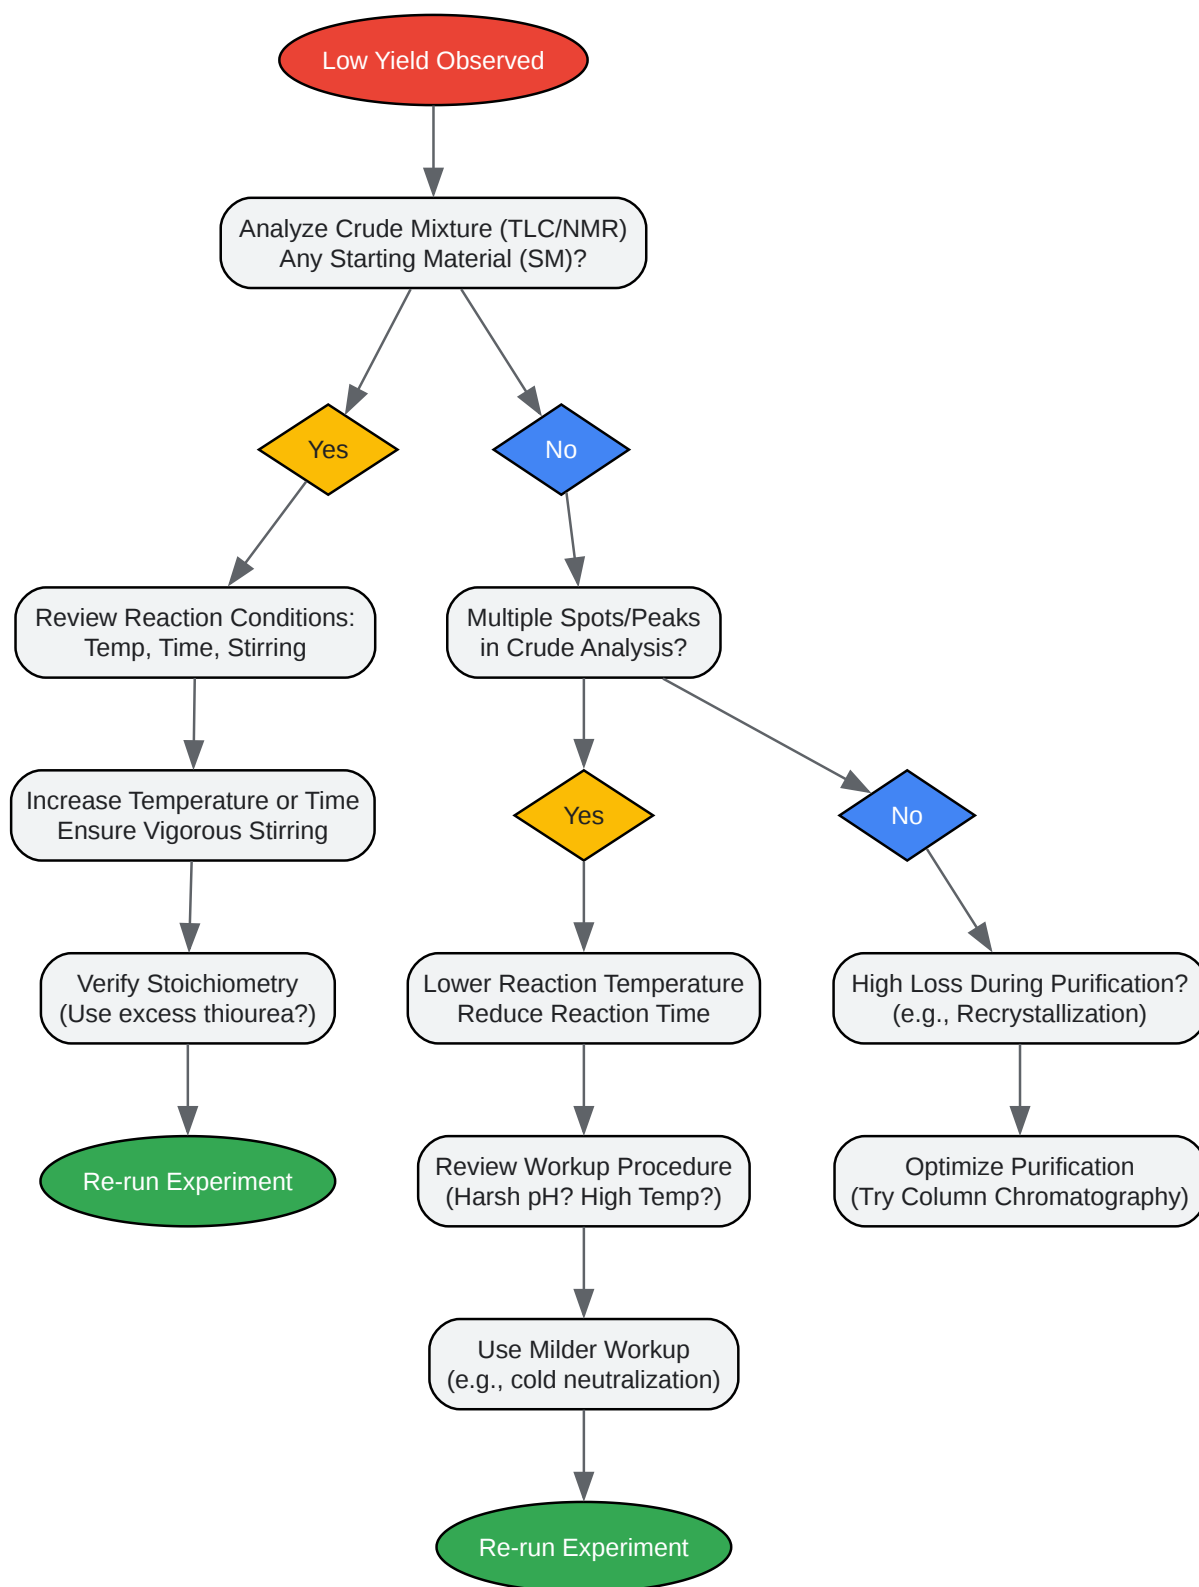 Low Yield Observed
Analyze Crude Mixture (TLC/NMR)
Any Starting Material (SM)?
Yes
No
Review Reaction Conditions:
Temp, Time, Stirring
Multiple Spots/Peaks
in Crude Analysis?
Increase Temperature or Time
Ensure Vigorous Stirring
Yes
No
Verify Stoichiometry
(Use excess thiourea?)
Lower Reaction Temperature
Reduce Reaction Time
High Loss During Purification?
(e.g., Recrystallization)
Re-run Experiment
Review Workup Procedure
(Harsh pH? High Temp?)
Optimize Purification
(Try Column Chromatography)
Use Milder Workup
(e.g., cold neutralization)
Re-run Experiment